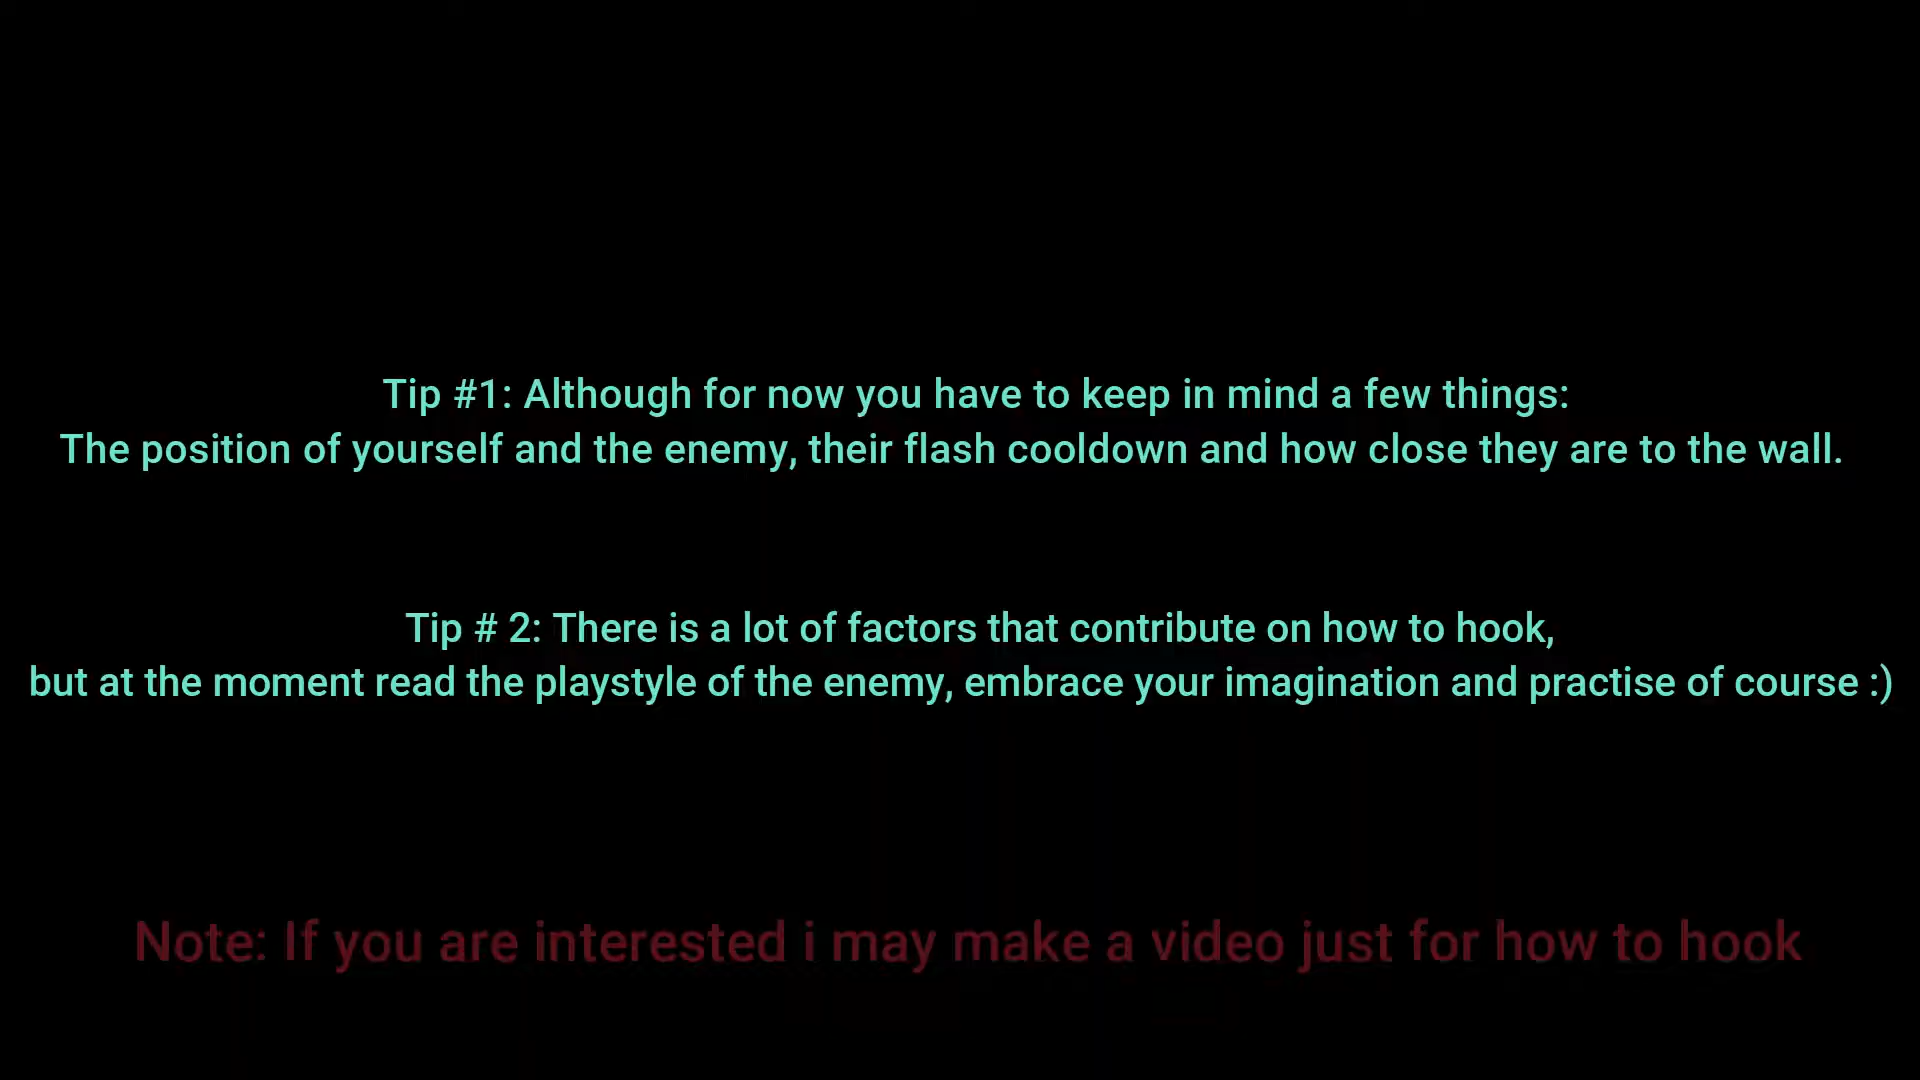 Tip #1: Although for now you have to keep in mind a few things:
The position of yourself and the enemy, their flash cooldown and how close they are to the wall.
Tip # 2: There is a lot of factors that contribute on how to hook,
but at the moment read the playstyle of the enemy, embrace your imagination and practise of course :)
Note: If you are interested i may make a video just for how to hook